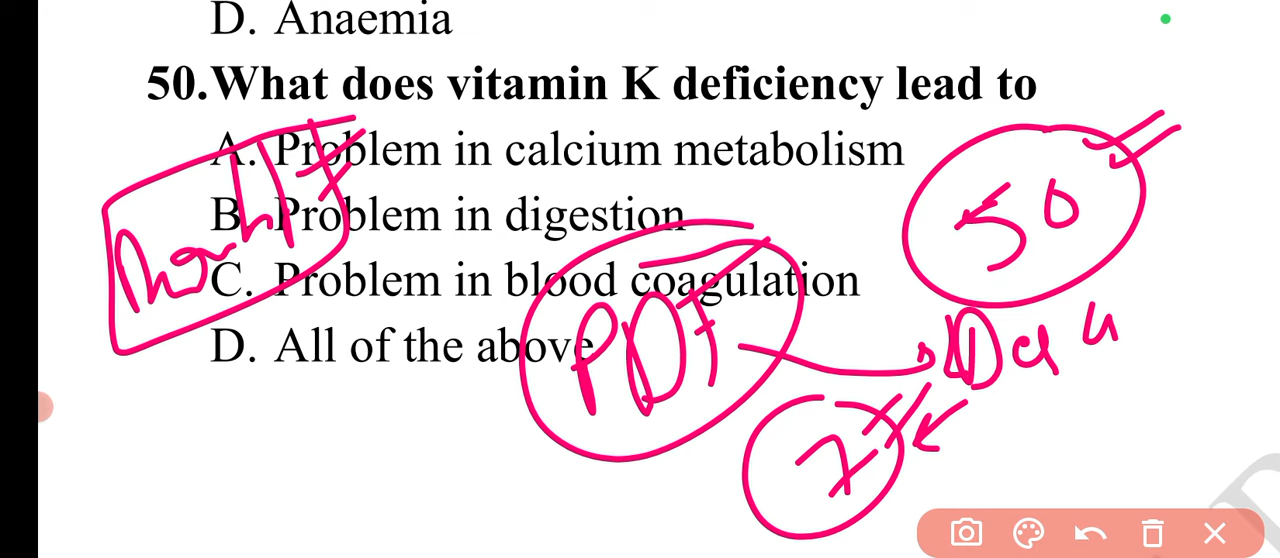 D. Anaemia
50. What does vitamin K deficiency lead to
A. Problem in calcium metabolism
B. Problem in digestion
C. Problem in blood coagulation
D. All of the above
50
PDF
7